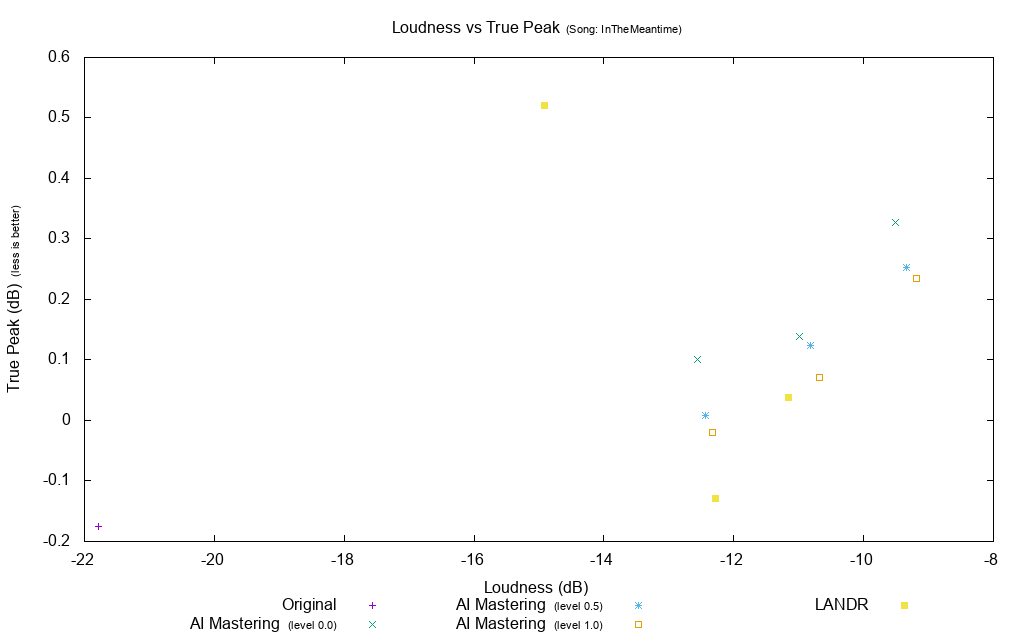 Loudness vs True Peak (Song: InTheMeantime)
0.6
0.5
0.4
0.3
0.2
0.1
0
-0.1
-0.2
True Peak (dB) (less is better)
-22 -20 -18 -16 -14 -12 -10 -8
Loudness (dB)
Original AI Mastering (level 0.5) LANDR
AI Mastering (level 0.0) AI Mastering (level 1.0)